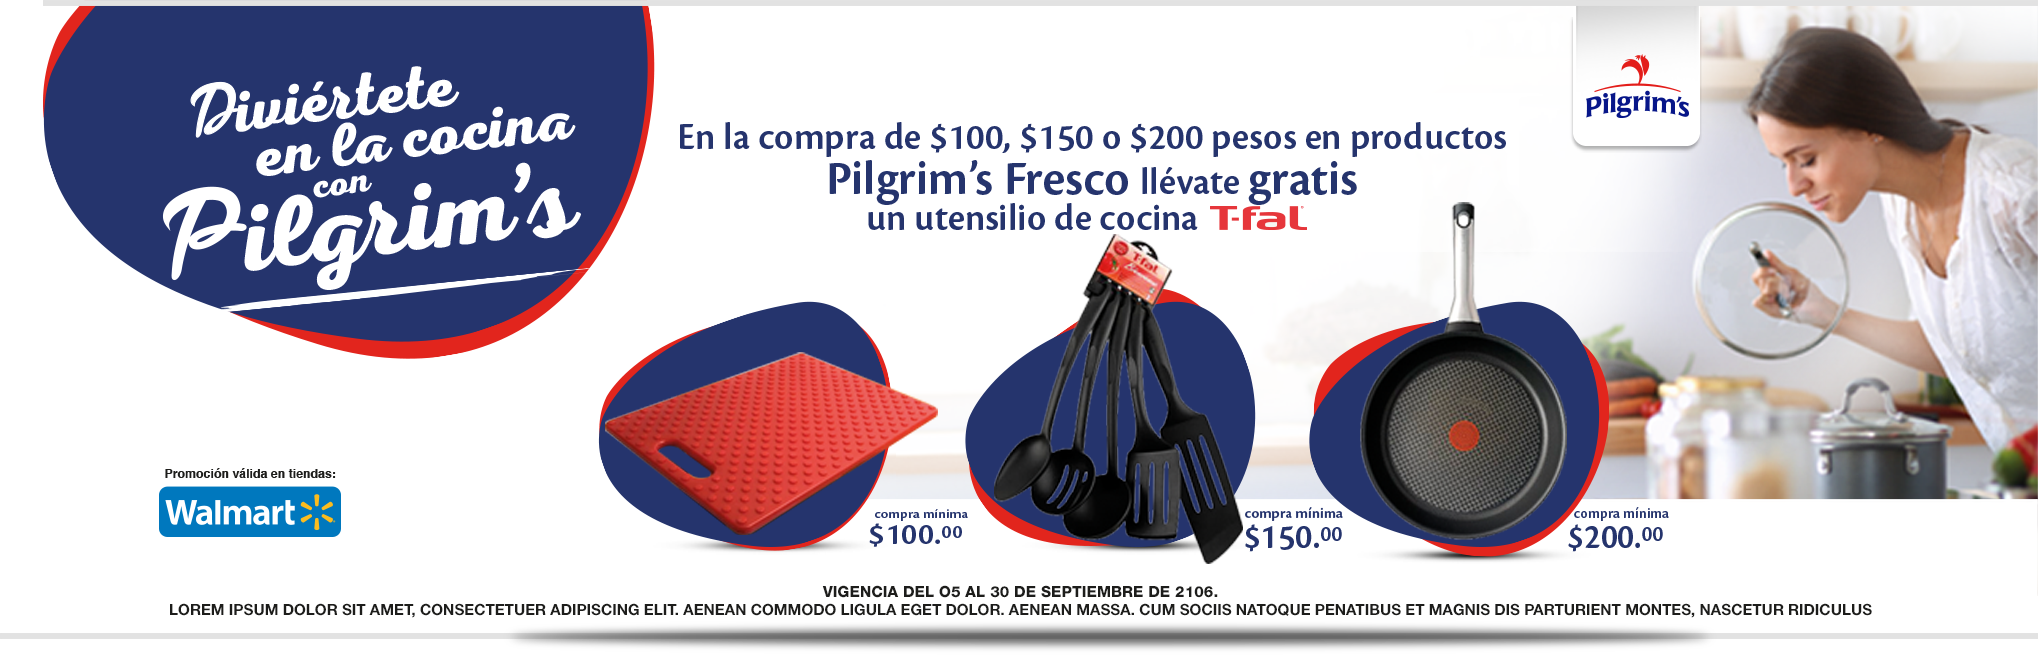 Diviértete
en la cocina
con
Pilgrim's
En la compra de $100, $150 o $200 pesos en productos
Pilgrim's Fresco llévate gratis
un utensilio de cocina T-fal
Pilgrim's
T-fal
Promoción válida en tiendas:
Walmart
compra mínima
$100.00
compra mínima
$150.00
compra mínima
$200.00
VIGENCIA DEL O5 AL 30 DE SEPTIEMBRE DE 2106.
LOREM IPSUM DOLOR SIT AMET, CONSECTETUER ADIPISCING ELIT. AENEAN COMMODO LIGULA EGET DOLOR. AENEAN MASSA. CUM SOCIIS NATOQUE PENATIBUS ET MAGNIS DIS PARTURIENT MONTES, NASCETUR RIDICULUS